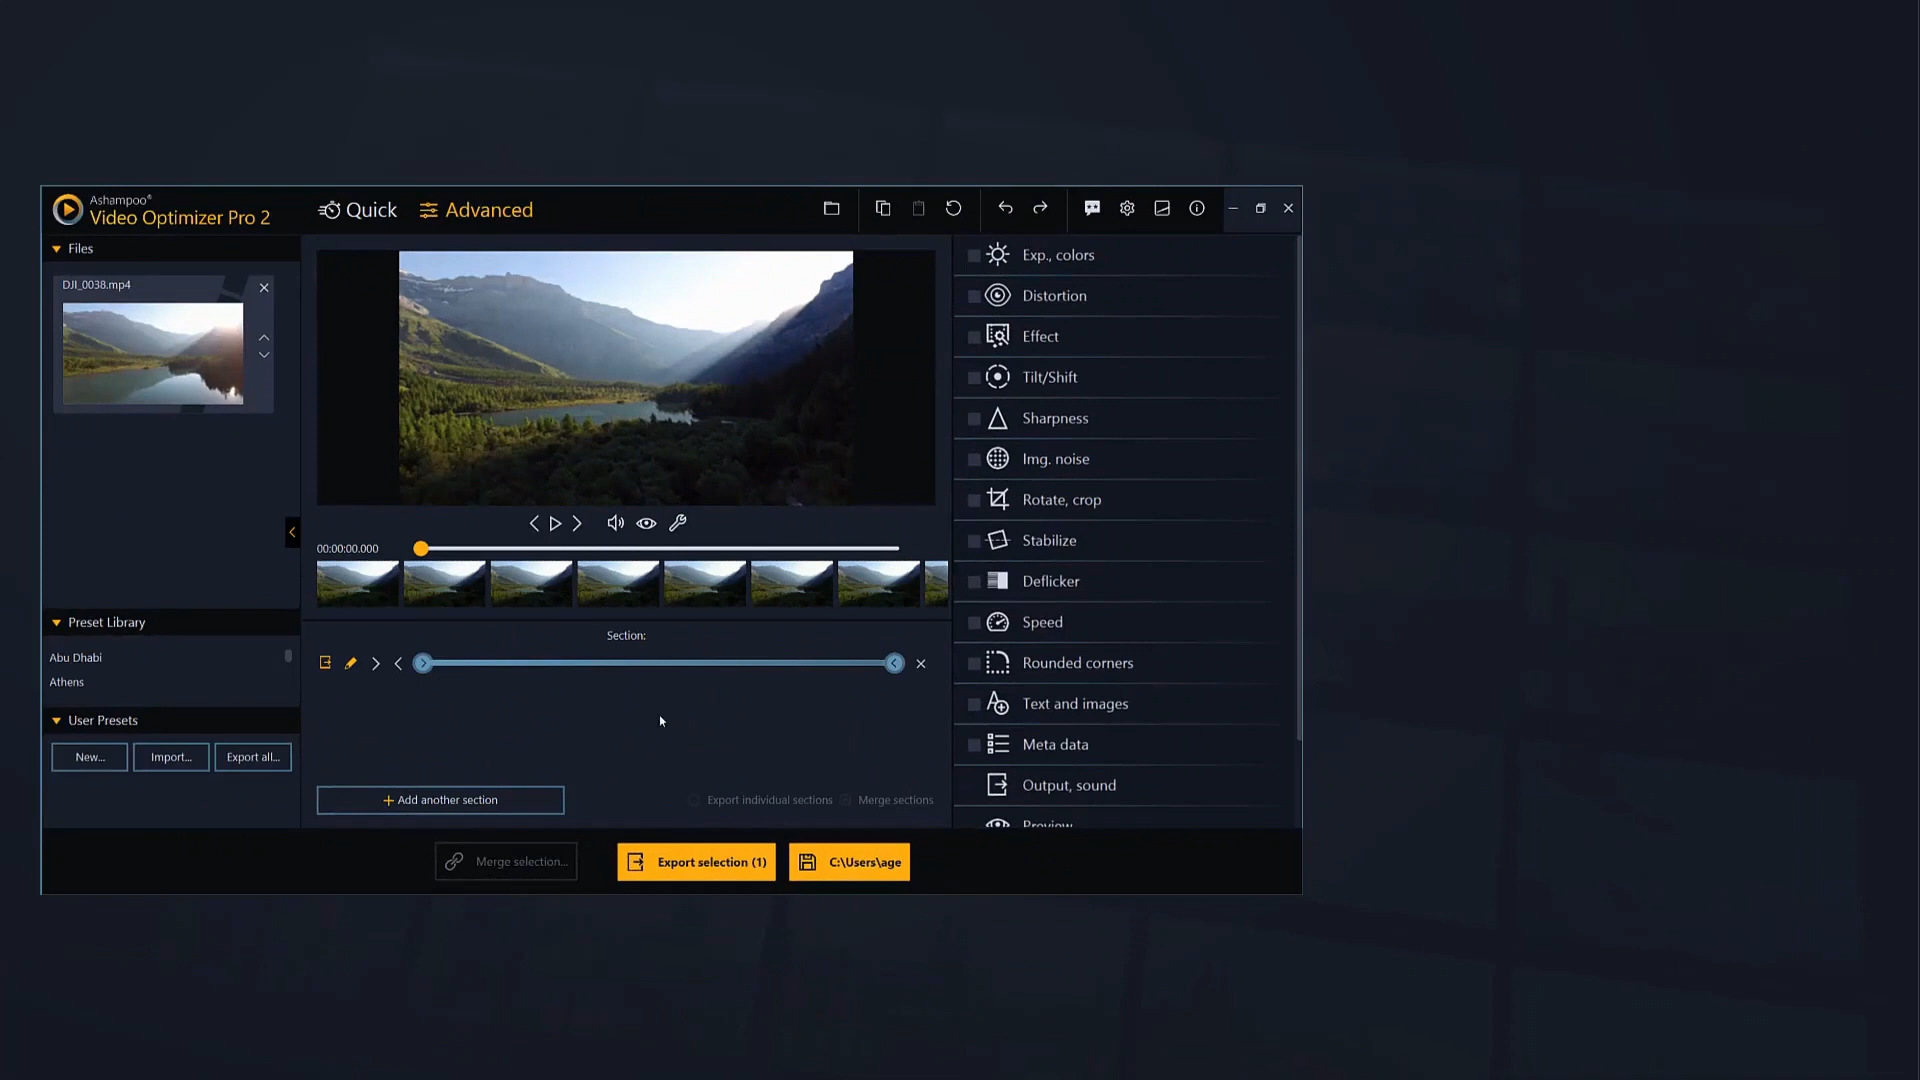 Ashampoo®
Video Optimizer Pro 2
Quick
Advanced
Files
DJI_0038.mp4
00:00:00.000
Section:
Preset Library
Abu Dhabi
Athens
User Presets
New...
Import...
Export all...
Add another section
Export individual sections
Merge sections
Merge selection...
Export selection (1)
C:\Users\age
Exp., colors
Distortion
Effect
Tilt/Shift
Sharpness
Img. noise
Rotate, crop
Stabilize
Deflicker
Speed
Rounded corners
Text and images
Meta data
Output, sound
Preview